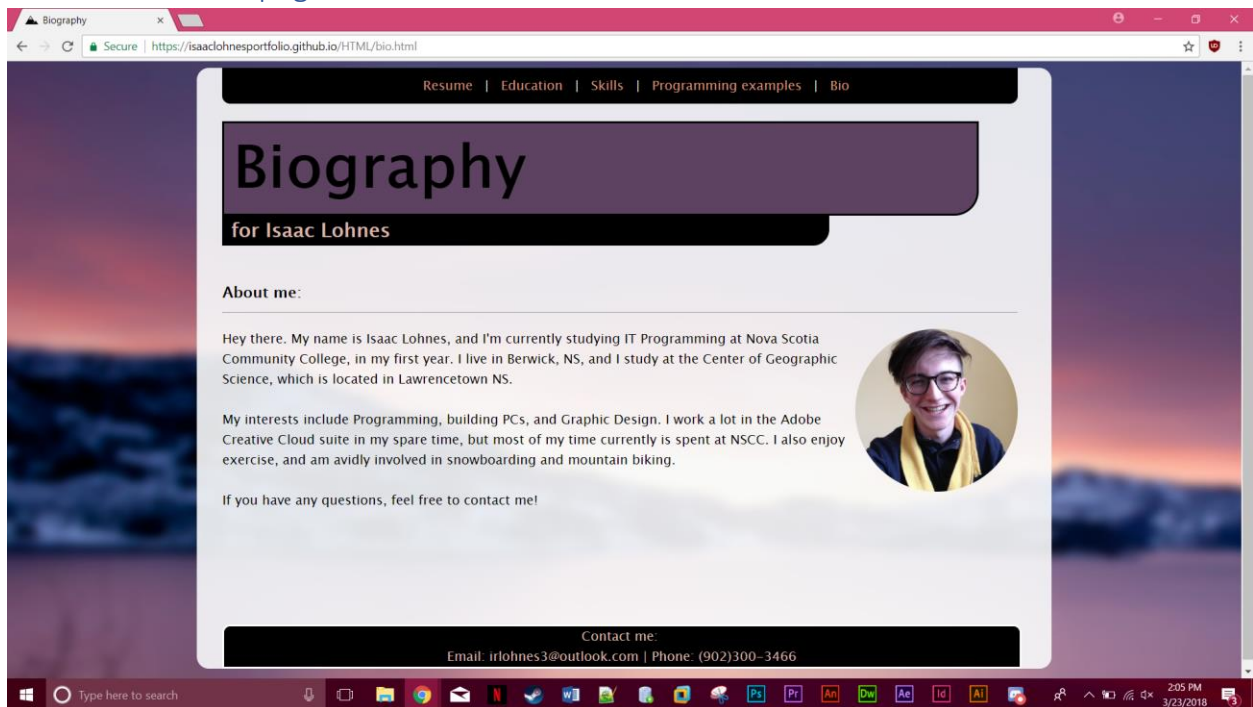 Biography
Secure | https://isaaclohnesportfolio.github.io/HTML/bio.html
Resume | Education | Skills | Programming examples | Bio
Biography
for Isaac Lohnes
About me:
Hey there. My name is Isaac Lohnes, and I'm currently studying IT Programming at Nova Scotia
Community College, in my first year. I live in Berwick, NS, and I study at the Center of Geographic
Science, which is located in Lawrencetown NS.
My interests include Programming, building PCs, and Graphic Design. I work a lot in the Adobe
Creative Cloud suite in my spare time, but most of my time currently is spent at NSCC. I also enjoy
exercise, and am avidly involved in snowboarding and mountain biking.
If you have any questions, feel free to contact me!
Contact me:
Email: irlohnes3@outlook.com | Phone: (902)300-3466
Type here to search
N
Ps Pr An Dw Ae Id Ai
2:05 PM
3/23/2018
3